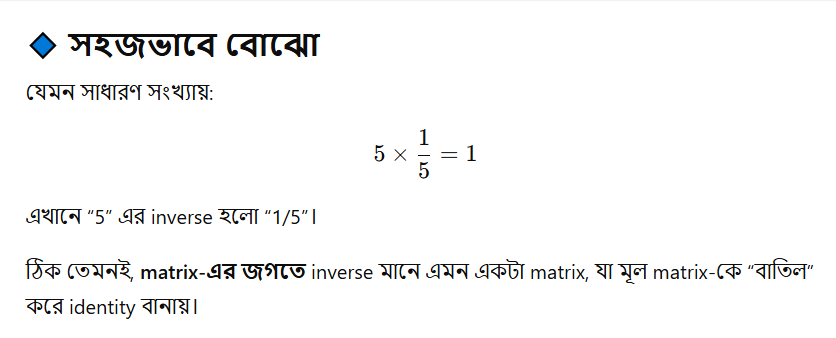 সহজভাবে বোঝো
যেমন সাধারণ সংখ্যায়:
5 × 1/5 = 1
এখানে “5” এর inverse হলো “1/5”।
ঠিক তেমনই, matrix-এর জগতে inverse মানে এমন একটা matrix, যা মূল matrix-কে “বাতিল”
করে identity বানায়।